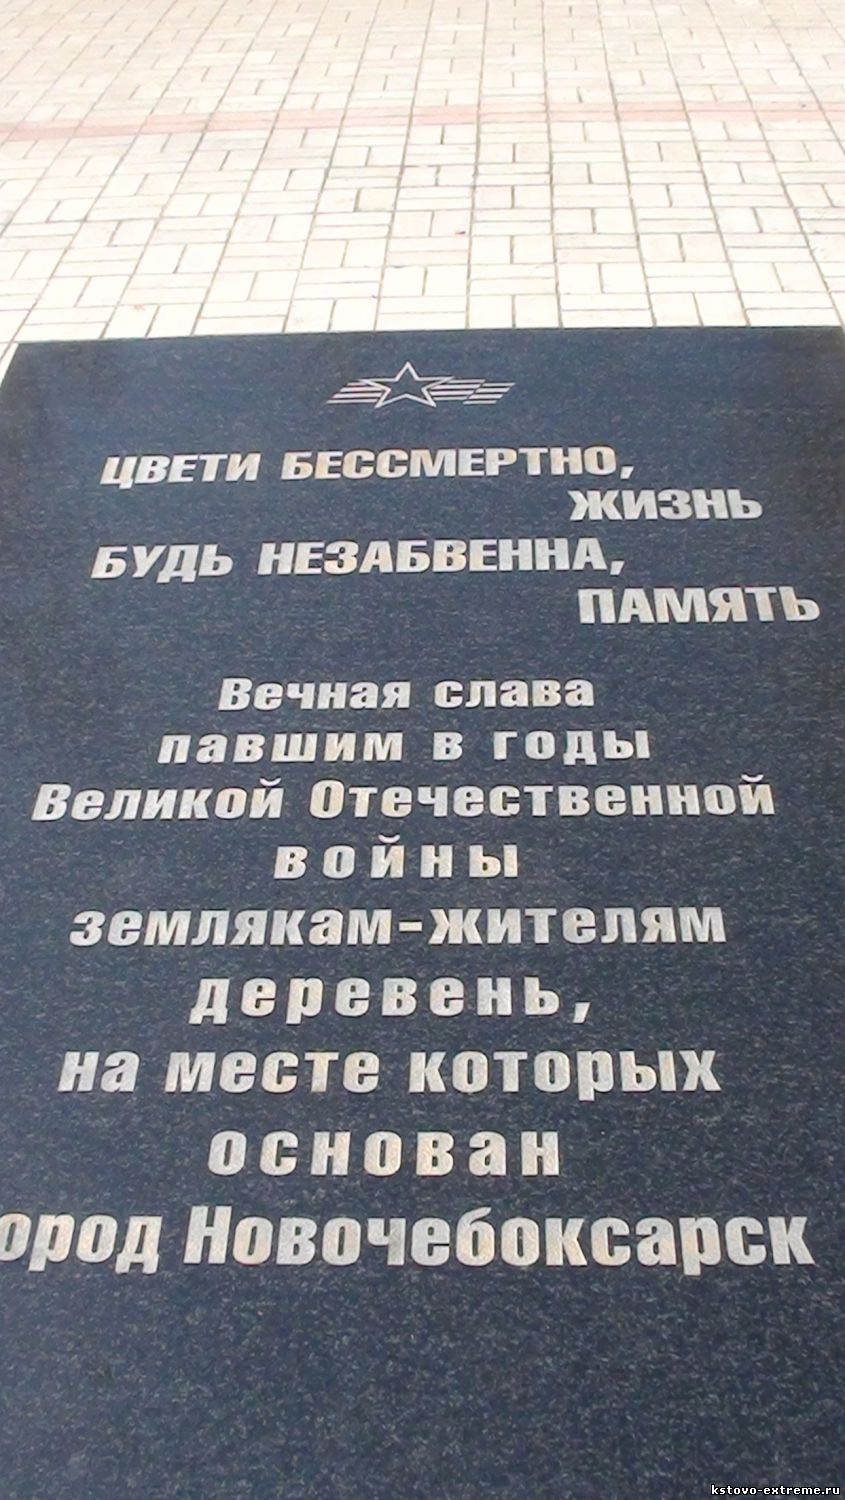 ЦВЕТИ БЕССМЕРТНО,
ЖИЗНЬ
БУДЬ НЕЗАБВЕННА,
ПАМЯТЬ
Вечная слава
павшим в годы
Великой Отечественной
войны
землякам-жителям
деревень,
на месте которых
основан
ород Новочебоксарск
kstovo-extreme.ru